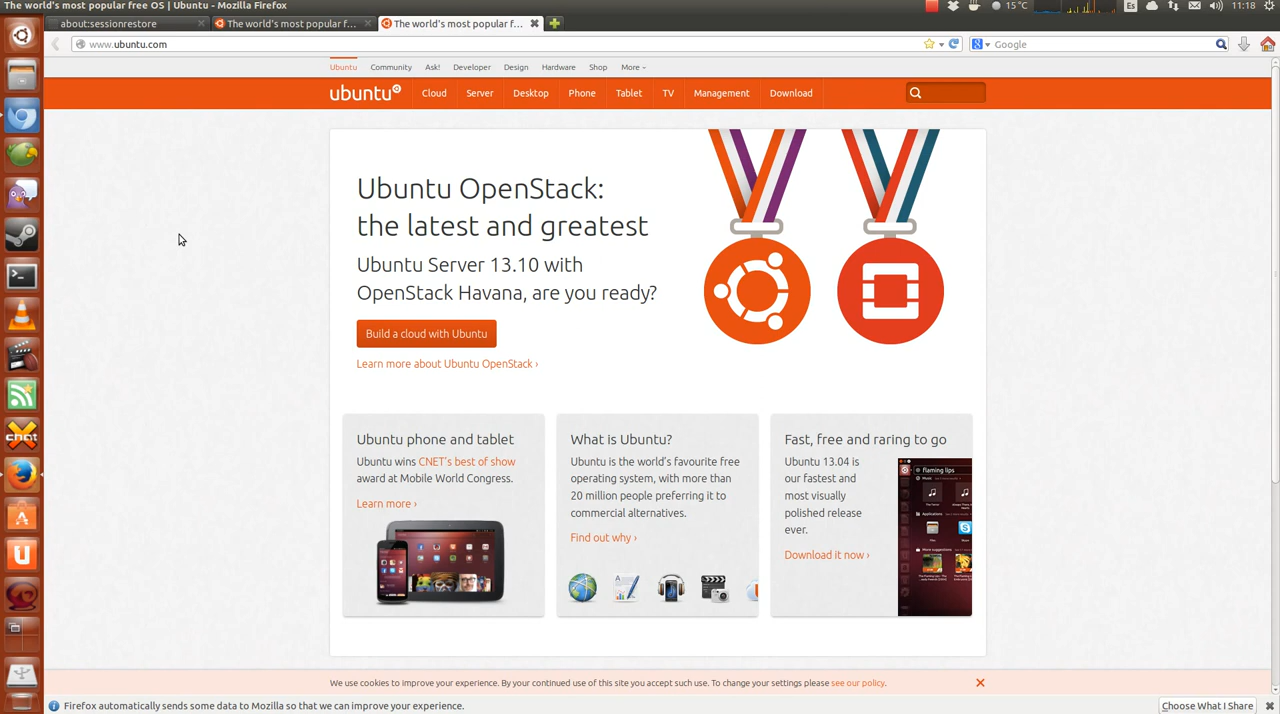 The world's most popular free OS | Ubuntu - Mozilla Firefox
15°C
Es
11:18
about:sessionrestore
The world's most popular f...
The world's most popular f...
www.ubuntu.com
Google
Ubuntu Community Ask! Developer Design Hardware Shop More
ubuntu Cloud Server Desktop Phone Tablet TV Management Download
Ubuntu OpenStack:
the latest and greatest
Ubuntu Server 13.10 with
OpenStack Havana, are you ready?
Build a cloud with Ubuntu
Learn more about Ubuntu OpenStack ›
Ubuntu phone and tablet
Ubuntu wins CNET's best of show
award at Mobile World Congress.
Learn more ›
What is Ubuntu?
Ubuntu is the world's favourite free
operating system, with more than
20 million people preferring it to
commercial alternatives.
Find out why ›
Fast, free and raring to go
Ubuntu 13.04 is
our fastest and
most visually
polished release
ever.
Download it now ›
flaming lips
Music
Applications
More suggestions
chat
We use cookies to improve your experience. By your continued use of this site you accept such use. To change your settings please see our policy.
Firefox automatically sends some data to Mozilla so that we can improve your experience.
Choose What I Share